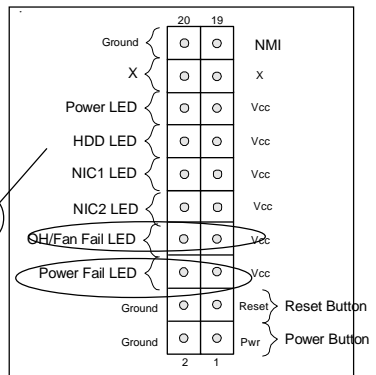 20 19
Ground NMI
X X
Power LED Vcc
HDD LED Vcc
NIC1 LED Vcc
NIC2 LED Vcc
OH/Fan Fail LED Vcc
Power Fail LED Vcc
Ground Reset Reset Button
Ground Pwr Power Button
2 1